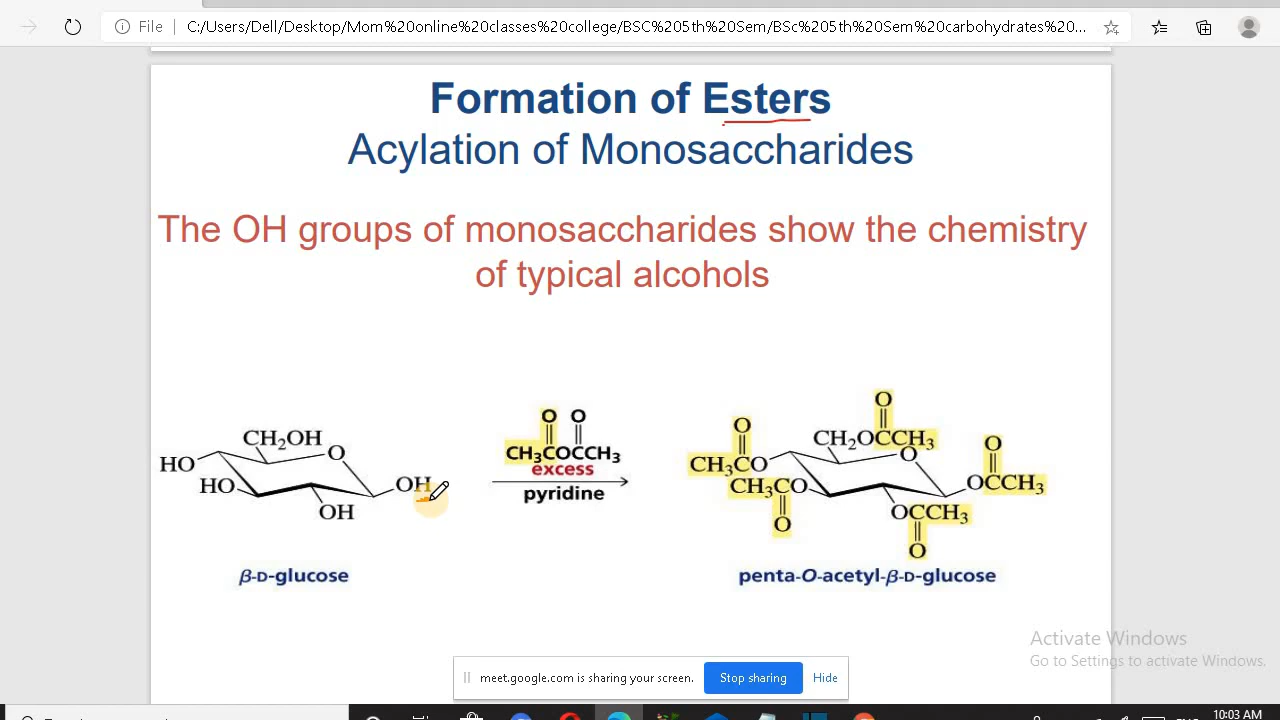 File
C:/Users/Dell/Desktop/Mom%20online%20classes%20college/BSC%205th%20Sem/BSc%205th%20Sem%20carbohydrates%20...
Formation of Esters
Acylation of Monosaccharides
The OH groups of monosaccharides show the chemistry
of typical alcohols
CH₂OH
O
HO
HO
OH
OH
O O
CH₃COCCH₃
excess
pyridine
O
O
CH₂OCCH₃
O
CH₃CO
O
CH₃CO
OCCH₃
OCCH₃
O
O
β-D-glucose
penta-O-acetyl-β-D-glucose
Activate Windows
Go to Settings to activate Windows.
meet.google.com is sharing your screen.
Stop sharing
Hide
10:03 AM